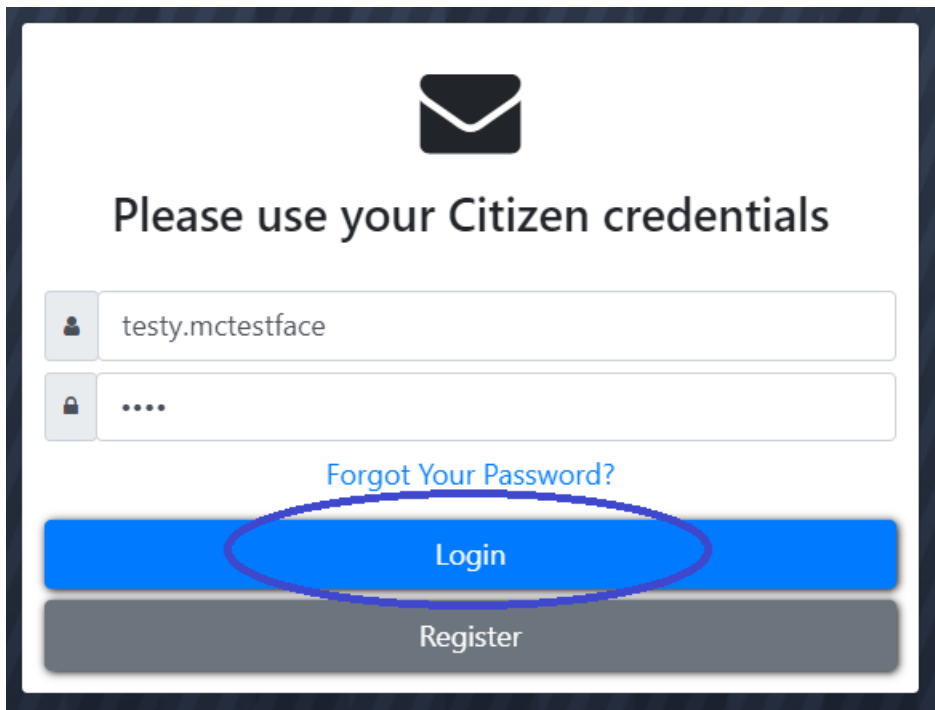 Please use your Citizen credentials
testy.mctestface
••••
Forgot Your Password?
Login
Register